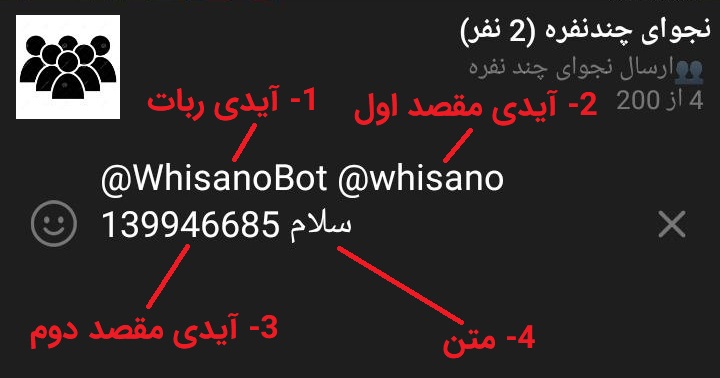 نجوای چندنفره (2 نفر)
👥ارسال نجوای چند نفره
4 از 200
1- آیدی ربات
2- آیدی مقصد اول
@WhisanoBot @whisano
139946685 سلام
3- آیدی مقصد دوم
4- متن